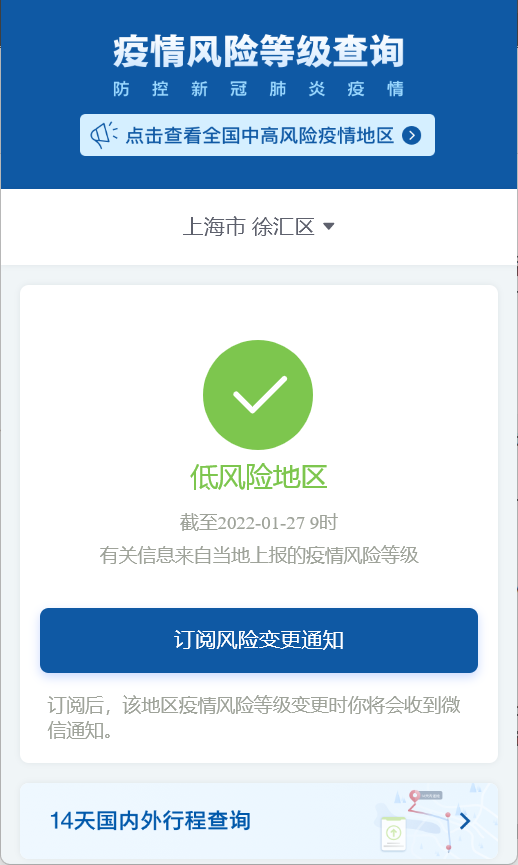 疫情风险等级查询
防控新冠肺炎疫情
点击查看全国中高风险疫情地区
上海市 徐汇区
低风险地区
截至2022-01-27 9时
有关信息来自当地上报的疫情风险等级
订阅风险变更通知
订阅后，该地区疫情风险等级变更时你将会收到微
信通知。
14天国内外行程查询